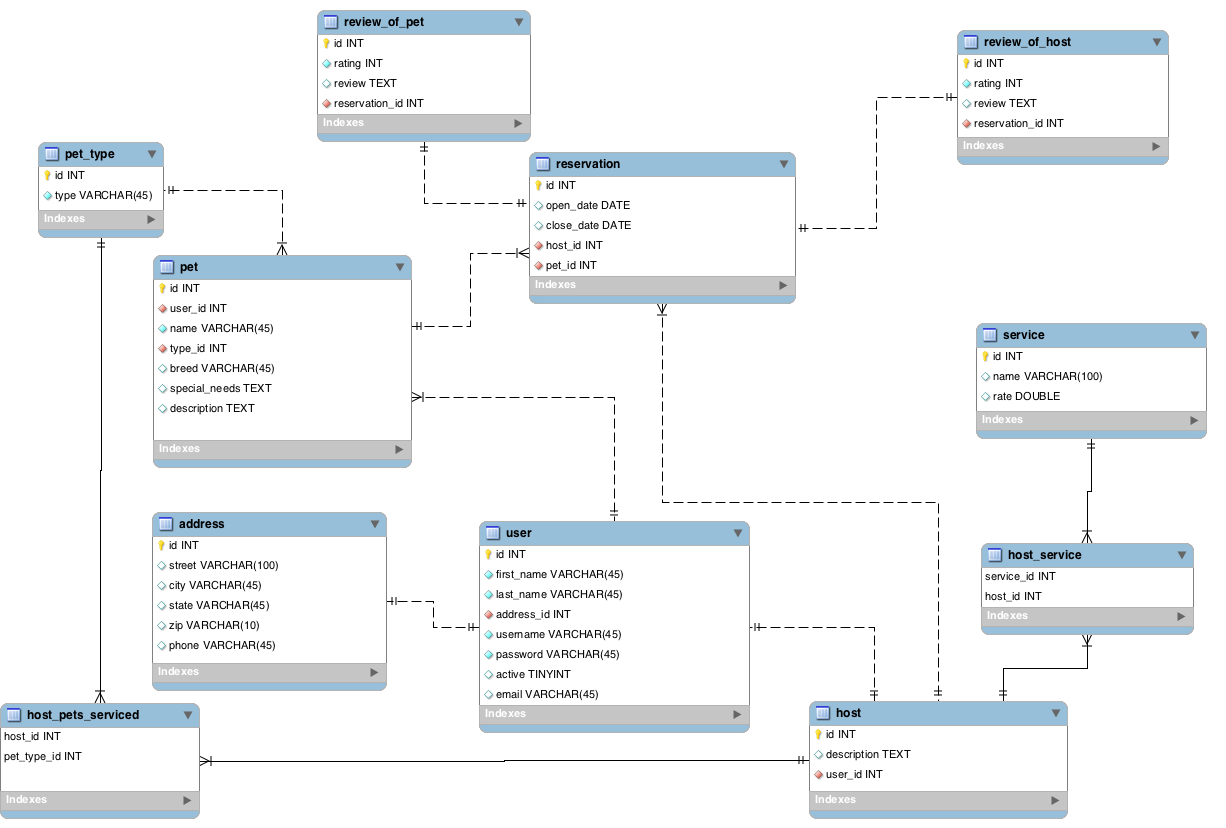 review_of_pet
id INT
rating INT
review TEXT
reservation_id INT
Indexes
review_of_host
id INT
rating INT
review TEXT
reservation_id INT
Indexes
pet_type
id INT
type VARCHAR(45)
Indexes
reservation
id INT
open_date DATE
close_date DATE
host_id INT
pet_id INT
Indexes
pet
id INT
user_id INT
name VARCHAR(45)
type_id INT
breed VARCHAR(45)
special_needs TEXT
description TEXT
Indexes
service
id INT
name VARCHAR(100)
rate DOUBLE
Indexes
address
id INT
street VARCHAR(100)
city VARCHAR(45)
state VARCHAR(45)
zip VARCHAR(10)
phone VARCHAR(45)
Indexes
user
id INT
first_name VARCHAR(45)
last_name VARCHAR(45)
address_id INT
username VARCHAR(45)
password VARCHAR(45)
active TINYINT
email VARCHAR(45)
Indexes
host_service
service_id INT
host_id INT
Indexes
host_pets_serviced
host_id INT
pet_type_id INT
Indexes
host
id INT
description TEXT
user_id INT
Indexes